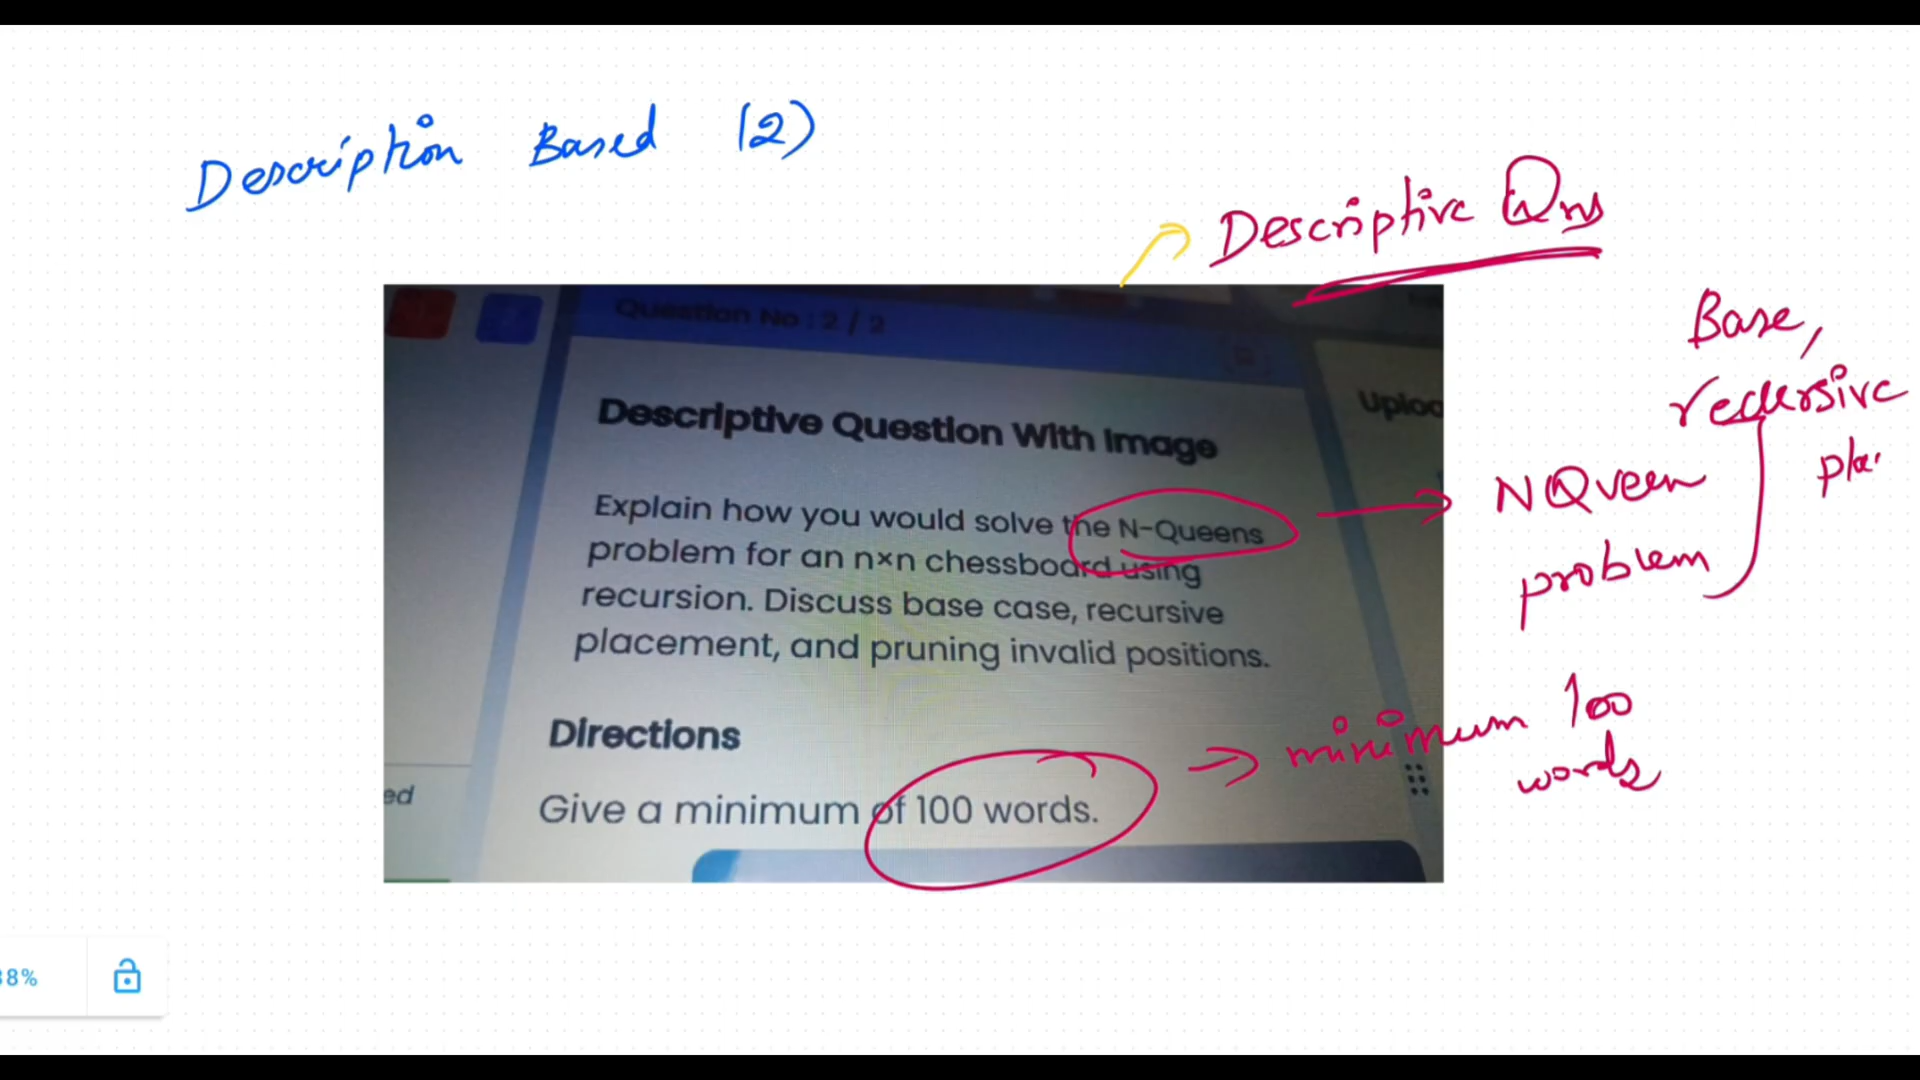 Description Based (2)
Descriptive Qns
Question No : 2 / 2
Descriptive Question With Image
Uploa
Explain how you would solve the N-Queens
problem for an n×n chessboard using
recursion. Discuss base case, recursive
placement, and pruning invalid positions.
Directions
Give a minimum of 100 words.
ed
Base,
recursive
pla
NQueen
problem
minimum 100
words
38%